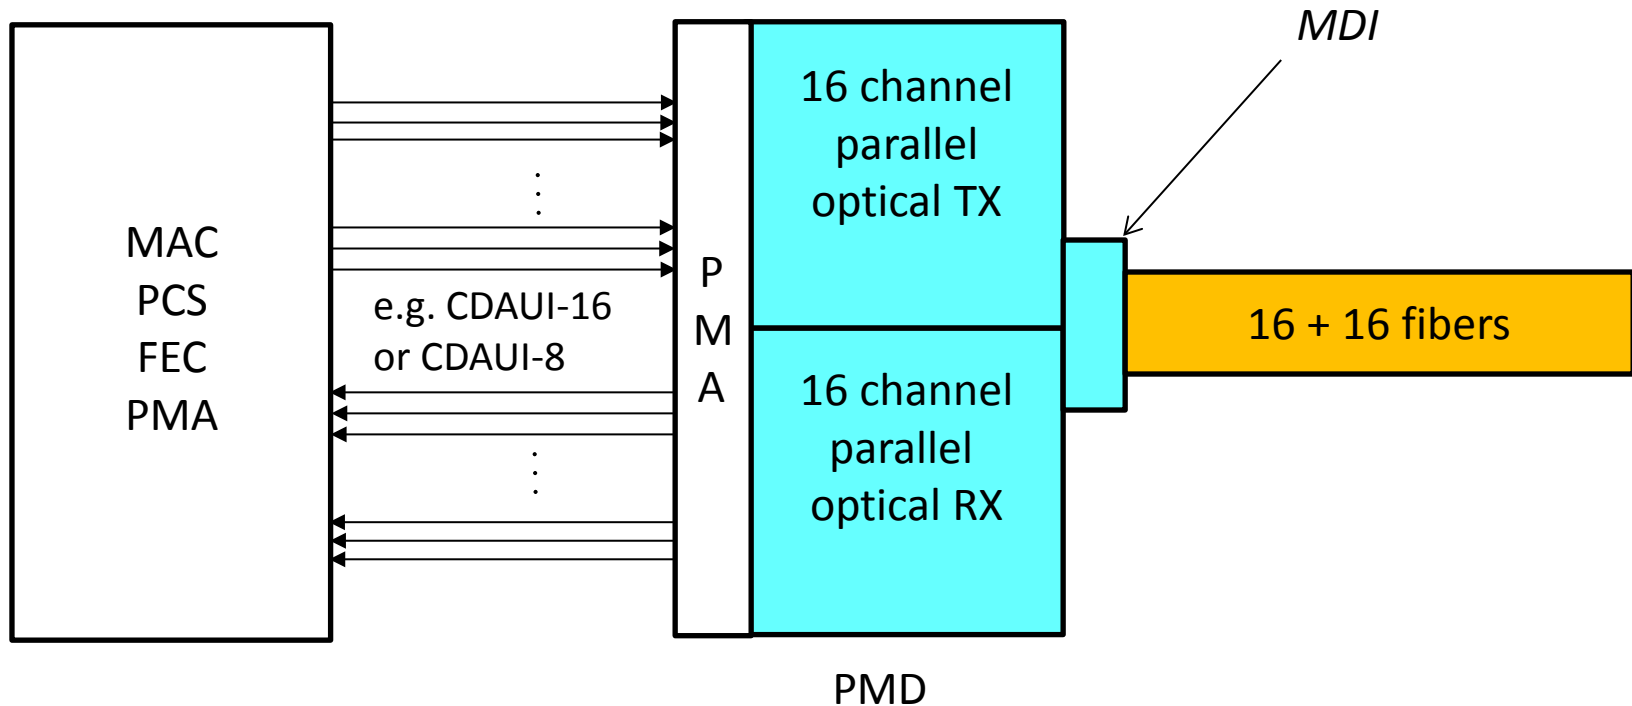 MAC
PCS
FEC
PMA
e.g. CDAUI-16
or CDAUI-8
P
M
A
16 channel
parallel
optical TX
16 channel
parallel
optical RX
PMD
MDI
16 + 16 fibers